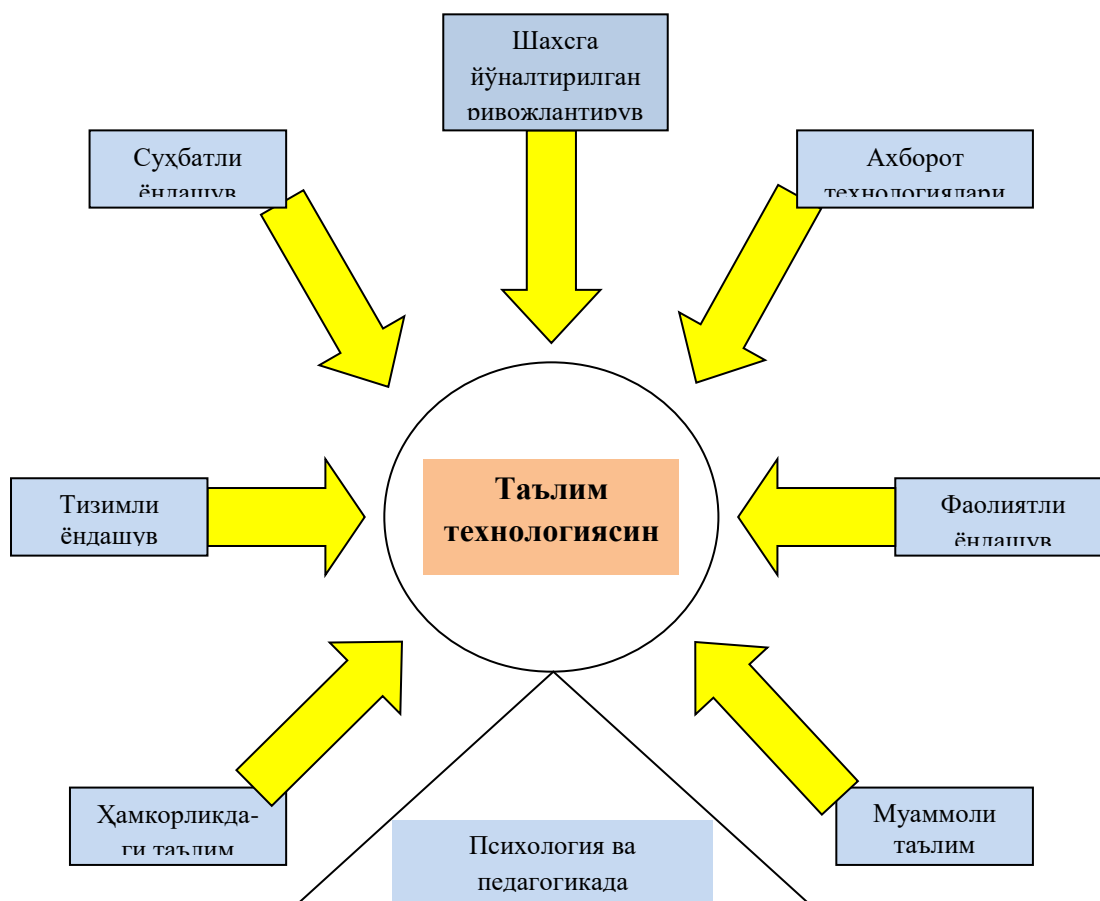 Шахсга
йўналтирилган
ривожлантирув
Суҳбатли
ёндашув
Ахборот
технологиялари
Таълим
технологиясин
Тизимли
ёндашув
Фаолиятли
ёндашув
Ҳамкорликда-
ги таълим
Муаммоли
таълим
Психология ва
педагогикада